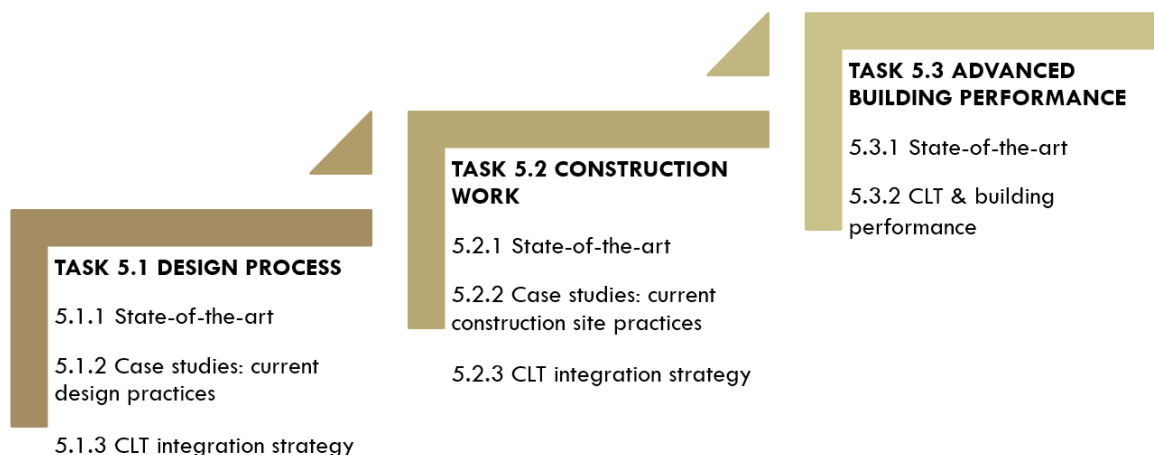 TASK 5.1 DESIGN PROCESS
5.1.1 State-of-the-art
5.1.2 Case studies: current
design practices
5.1.3 CLT integration strategy
TASK 5.2 CONSTRUCTION
WORK
5.2.1 State-of-the-art
5.2.2 Case studies: current
construction site practices
5.2.3 CLT integration strategy
TASK 5.3 ADVANCED
BUILDING PERFORMANCE
5.3.1 State-of-the-art
5.3.2 CLT & building
performance